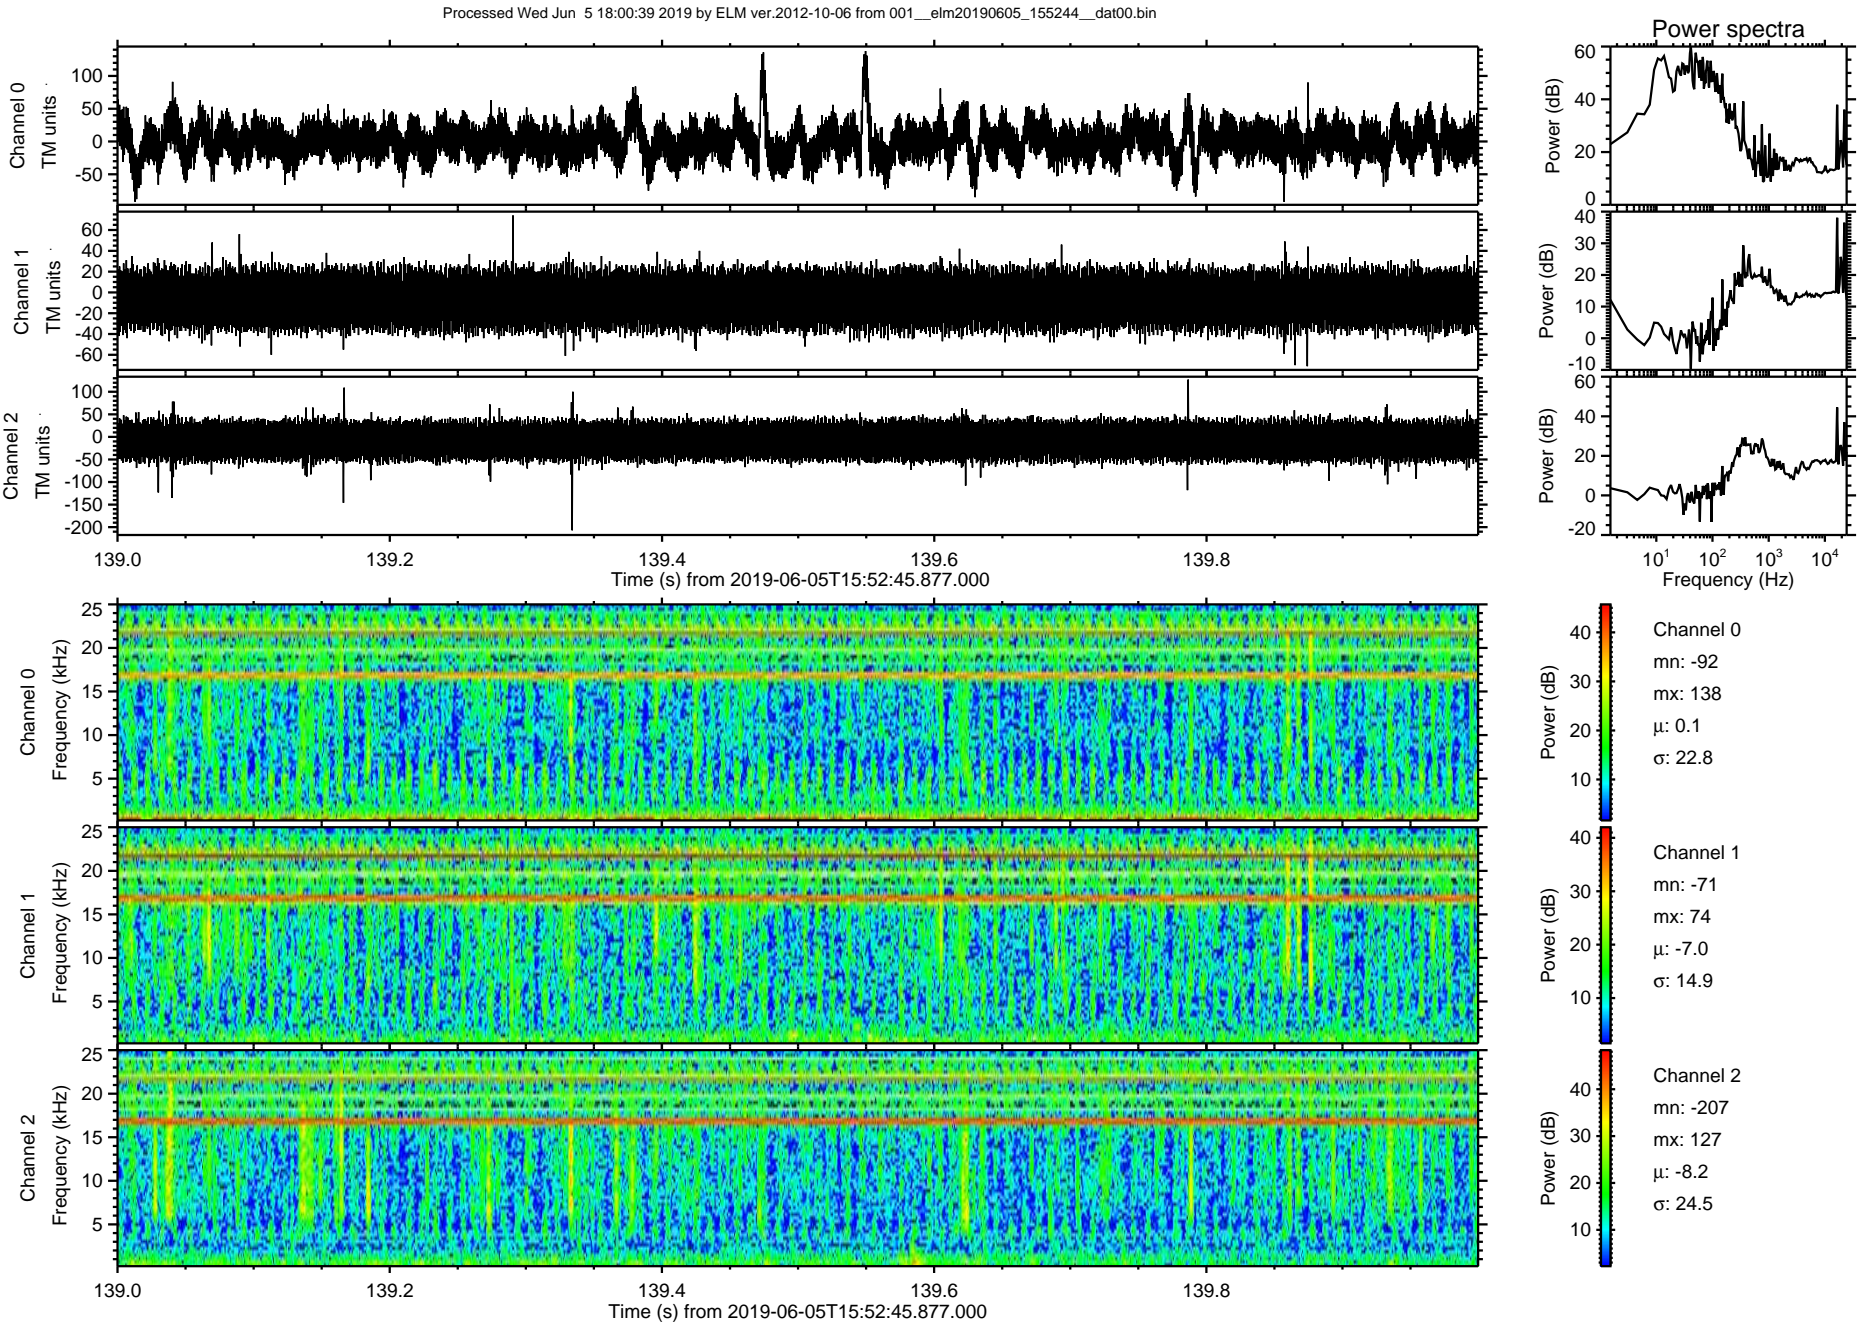 Processed Wed Jun  5 18:00:39 2019 by ELM ver.2012-10-06 from 001__elm20190605_155244__dat00.bin
Power spectra
Channel 0
TM units
100
50
0
-50
Power (dB)
60
40
20
0
Channel 1
TM units
60
40
20
0
-20
-40
-60
Power (dB)
40
30
20
10
0
-10
Channel 2
TM units
100
50
0
-50
-100
-150
-200
Power (dB)
60
40
20
0
-20
139.0 139.2 139.4 139.6 139.8
Time (s) from 2019-06-05T15:52:45.877.000
10¹ 10² 10³ 10⁴
Frequency (Hz)
Channel 0
Frequency (kHz)
25
20
15
10
5
Power (dB)
40
30
20
10
Channel 0
mn: -92
mx: 138
μ: 0.1
σ: 22.8
Channel 1
Frequency (kHz)
25
20
15
10
5
Power (dB)
40
30
20
10
Channel 1
mn: -71
mx: 74
μ: -7.0
σ: 14.9
Channel 2
Frequency (kHz)
25
20
15
10
5
Power (dB)
40
30
20
10
Channel 2
mn: -207
mx: 127
μ: -8.2
σ: 24.5
139.0 139.2 139.4 139.6 139.8
Time (s) from 2019-06-05T15:52:45.877.000